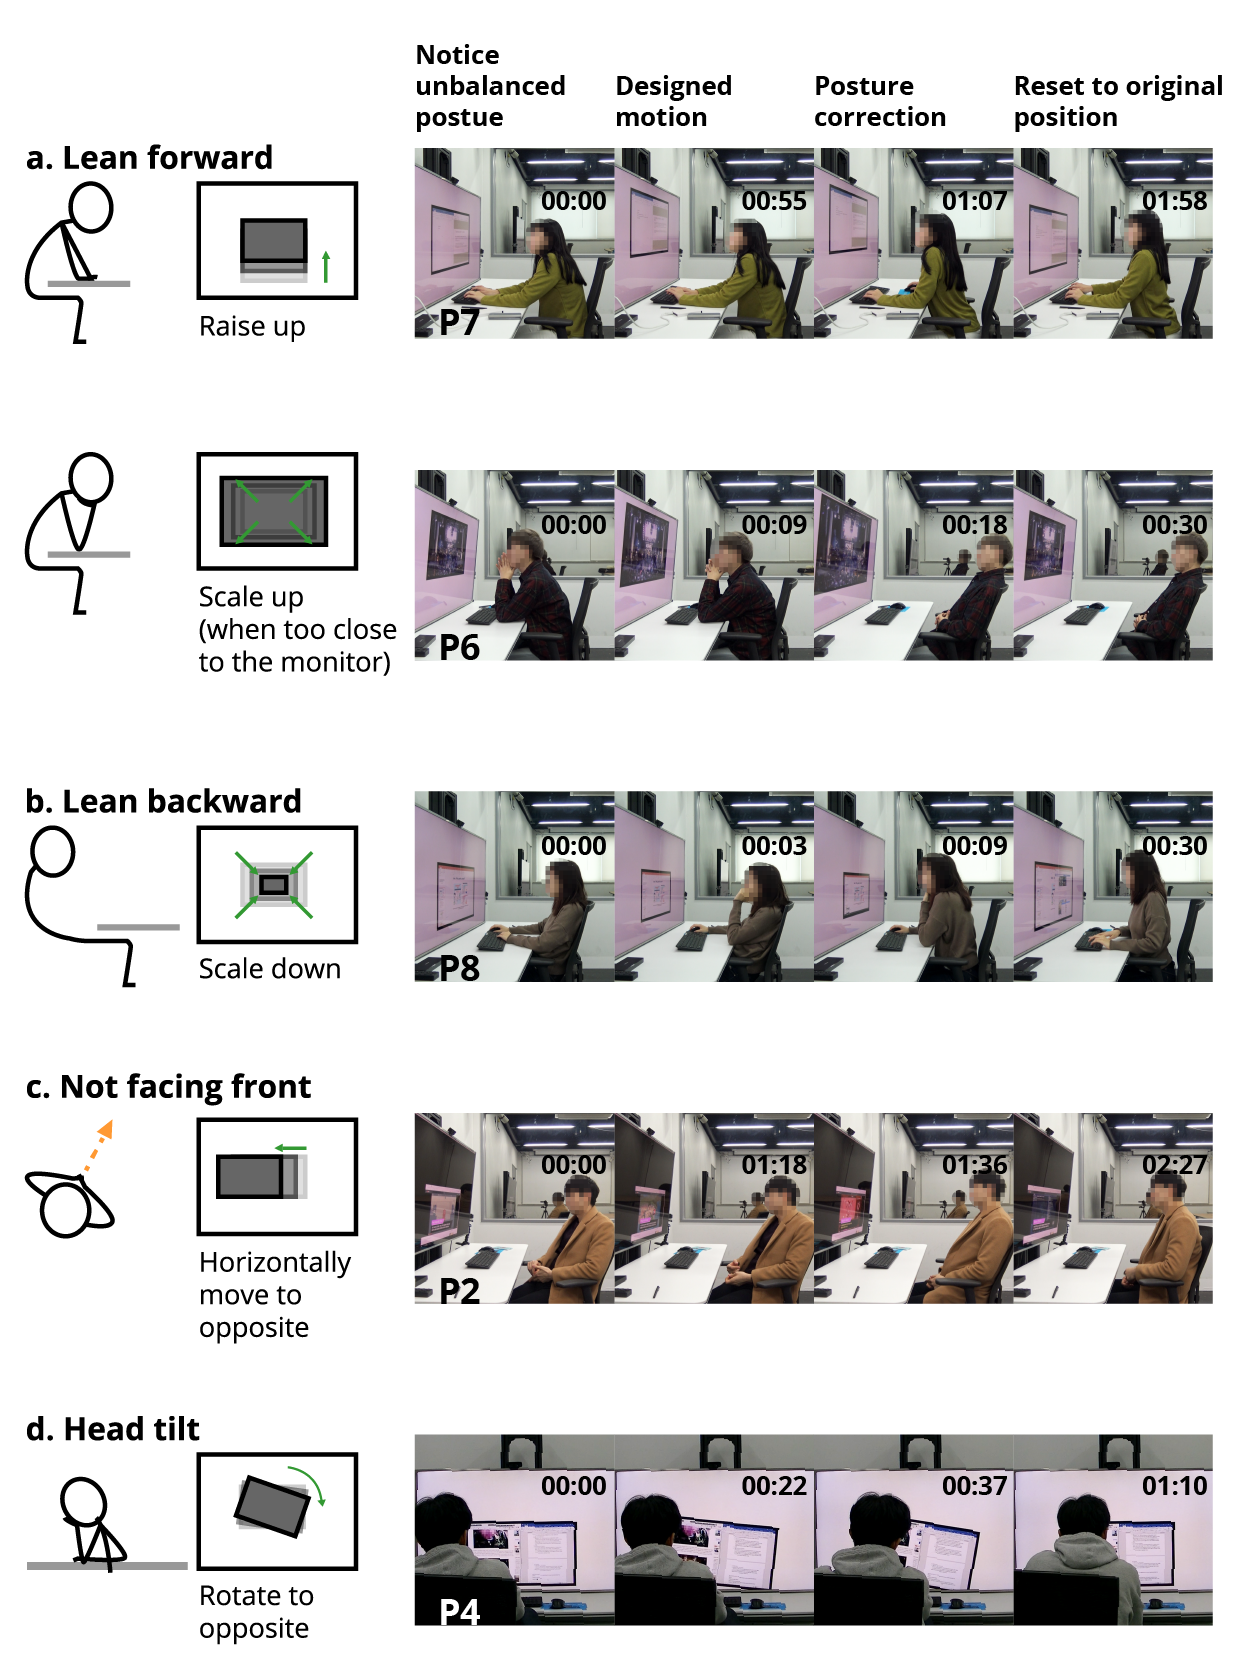 Notice
unbalanced
postue
Designed
motion
Posture
correction
Reset to original
position
a. Lean forward
Raise up
00:00
00:55
01:07
01:58
P7
Scale up
(when too close
to the monitor)
00:00
00:09
00:18
00:30
P6
b. Lean backward
Scale down
00:00
00:03
00:09
00:30
P8
c. Not facing front
Horizontally
move to
opposite
00:00
01:18
01:36
02:27
P2
d. Head tilt
Rotate to
opposite
00:00
00:22
00:37
01:10
P4